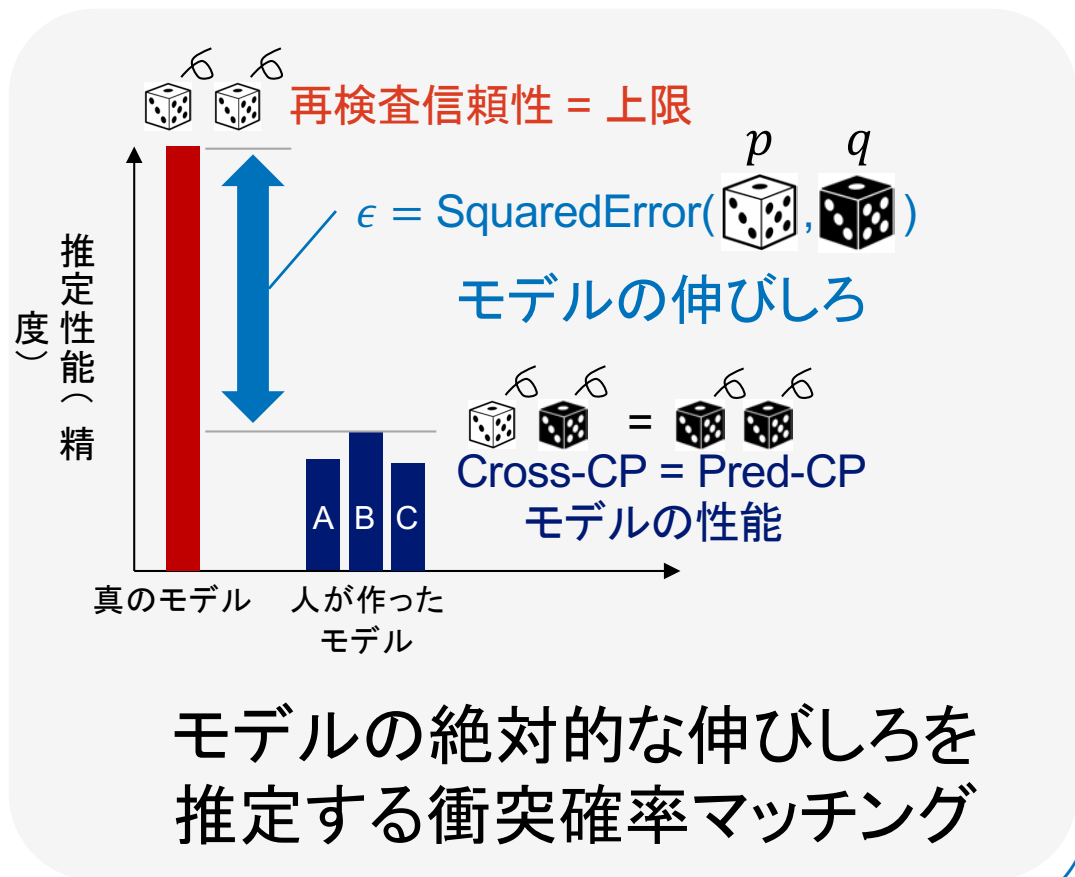 再検査信頼性 = 上限
p q
ϵ = SquaredError( , )
モデルの伸びしろ
推定性能（精度）
=
Cross-CP = Pred-CP
モデルの性能
A B C
真のモデル
人が作った
モデル
モデルの絶対的な伸びしろを
推定する衝突確率マッチング